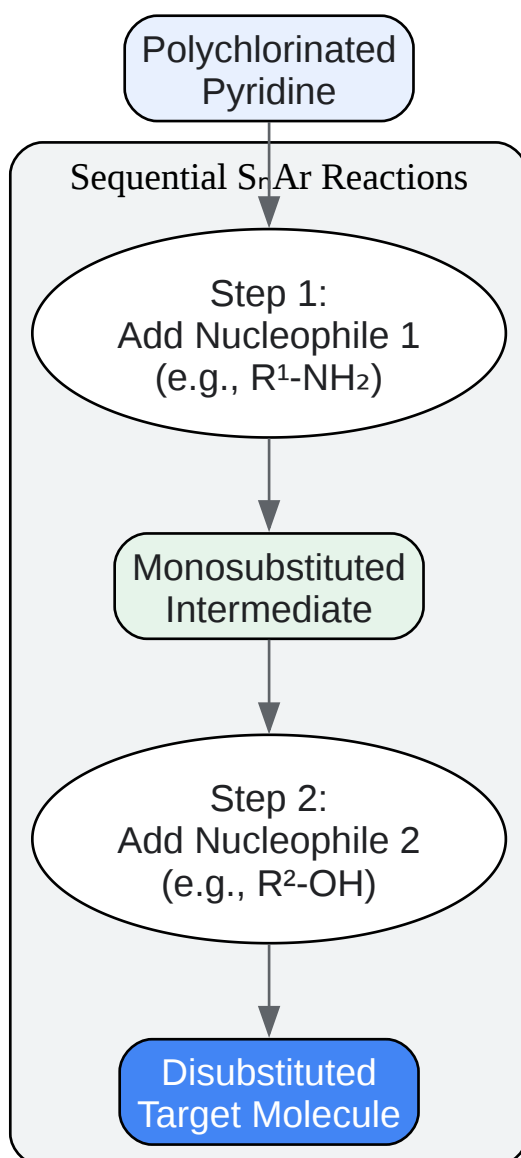 Polychlorinated
Pyridine
Sequential SₙAr Reactions
Step 1:
Add Nucleophile 1
(e.g., R¹-NH₂)
Monosubstituted
Intermediate
Step 2:
Add Nucleophile 2
(e.g., R²-OH)
Disubstituted
Target Molecule